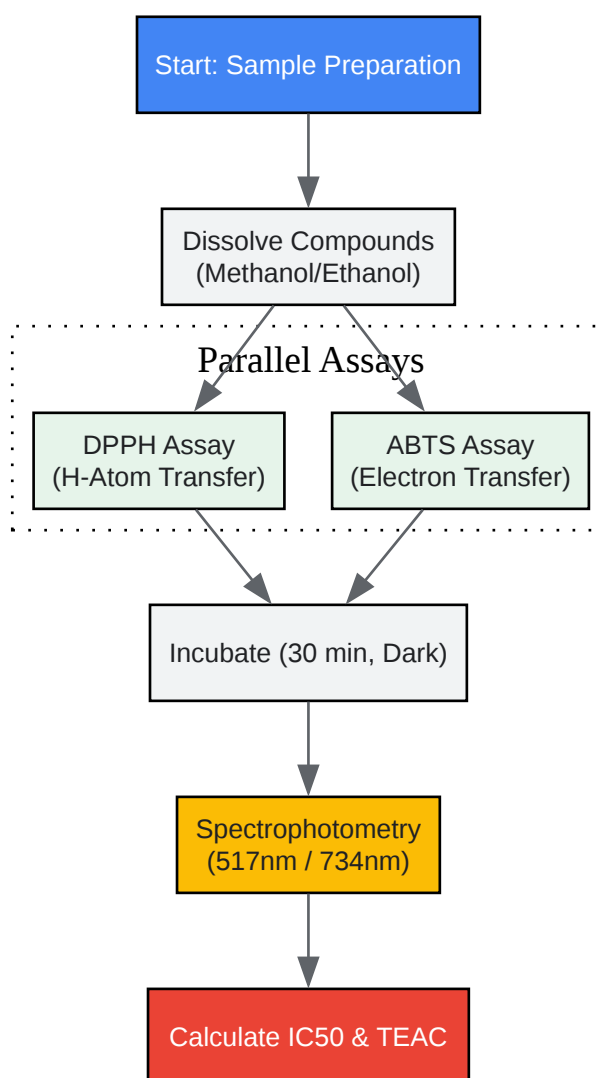 Start: Sample Preparation
Dissolve Compounds
(Methanol/Ethanol)
Parallel Assays
DPPH Assay
(H-Atom Transfer)
ABTS Assay
(Electron Transfer)
Incubate (30 min, Dark)
Spectrophotometry
(517nm / 734nm)
Calculate IC50 & TEAC